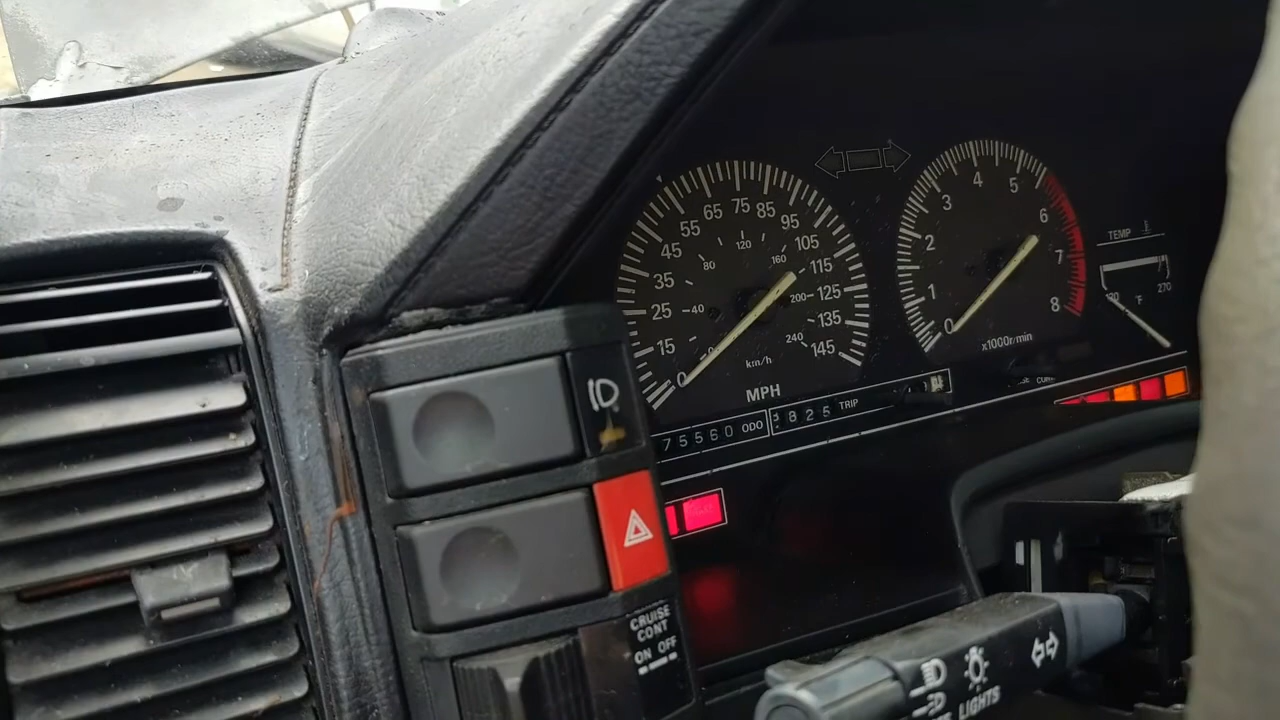 15 25 35 45 55 65 75 85 95 105 115 125 135 145
0 40 80 120 160 200 240
km/h
MPH
75560 ODO
825 TRIP
0 1 2 3 4 5 6 7 8
x1000r/min
TEMP
270
°F
CRUISE
CONT
ON OFF
LIGHTS